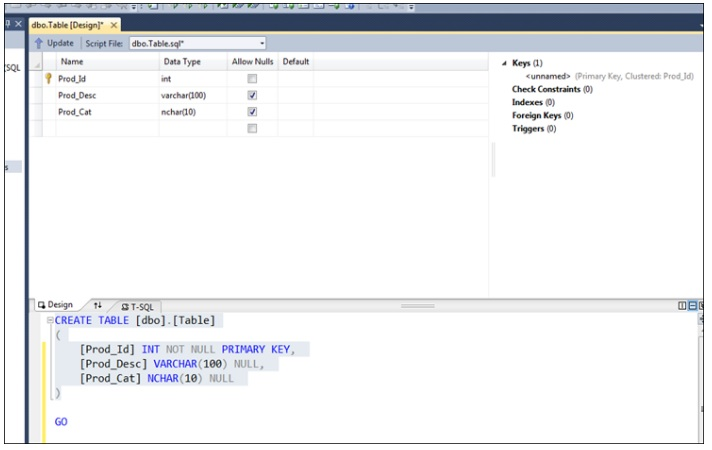 dbo.Table [Design]* ×
Update Script File: dbo.Table.sql*
TSQL
Name Data Type Allow Nulls Default
Prod_Id int
Prod_Desc varchar(100)
Prod_Cat nchar(10)
Keys (1)
<unnamed> (Primary Key, Clustered: Prod_Id)
Check Constraints (0)
Indexes (0)
Foreign Keys (0)
Triggers (0)
s
Design T-SQL
CREATE TABLE [dbo].[Table]
(
[Prod_Id] INT NOT NULL PRIMARY KEY,
[Prod_Desc] VARCHAR(100) NULL,
[Prod_Cat] NCHAR(10) NULL
)
GO